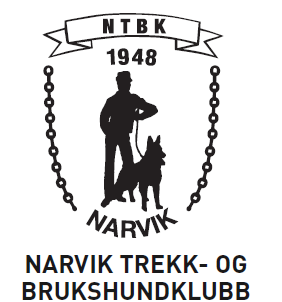 NTBK
1948
NARVIK
NARVIK TREKK- OG
BRUKSHUNDKLUBB